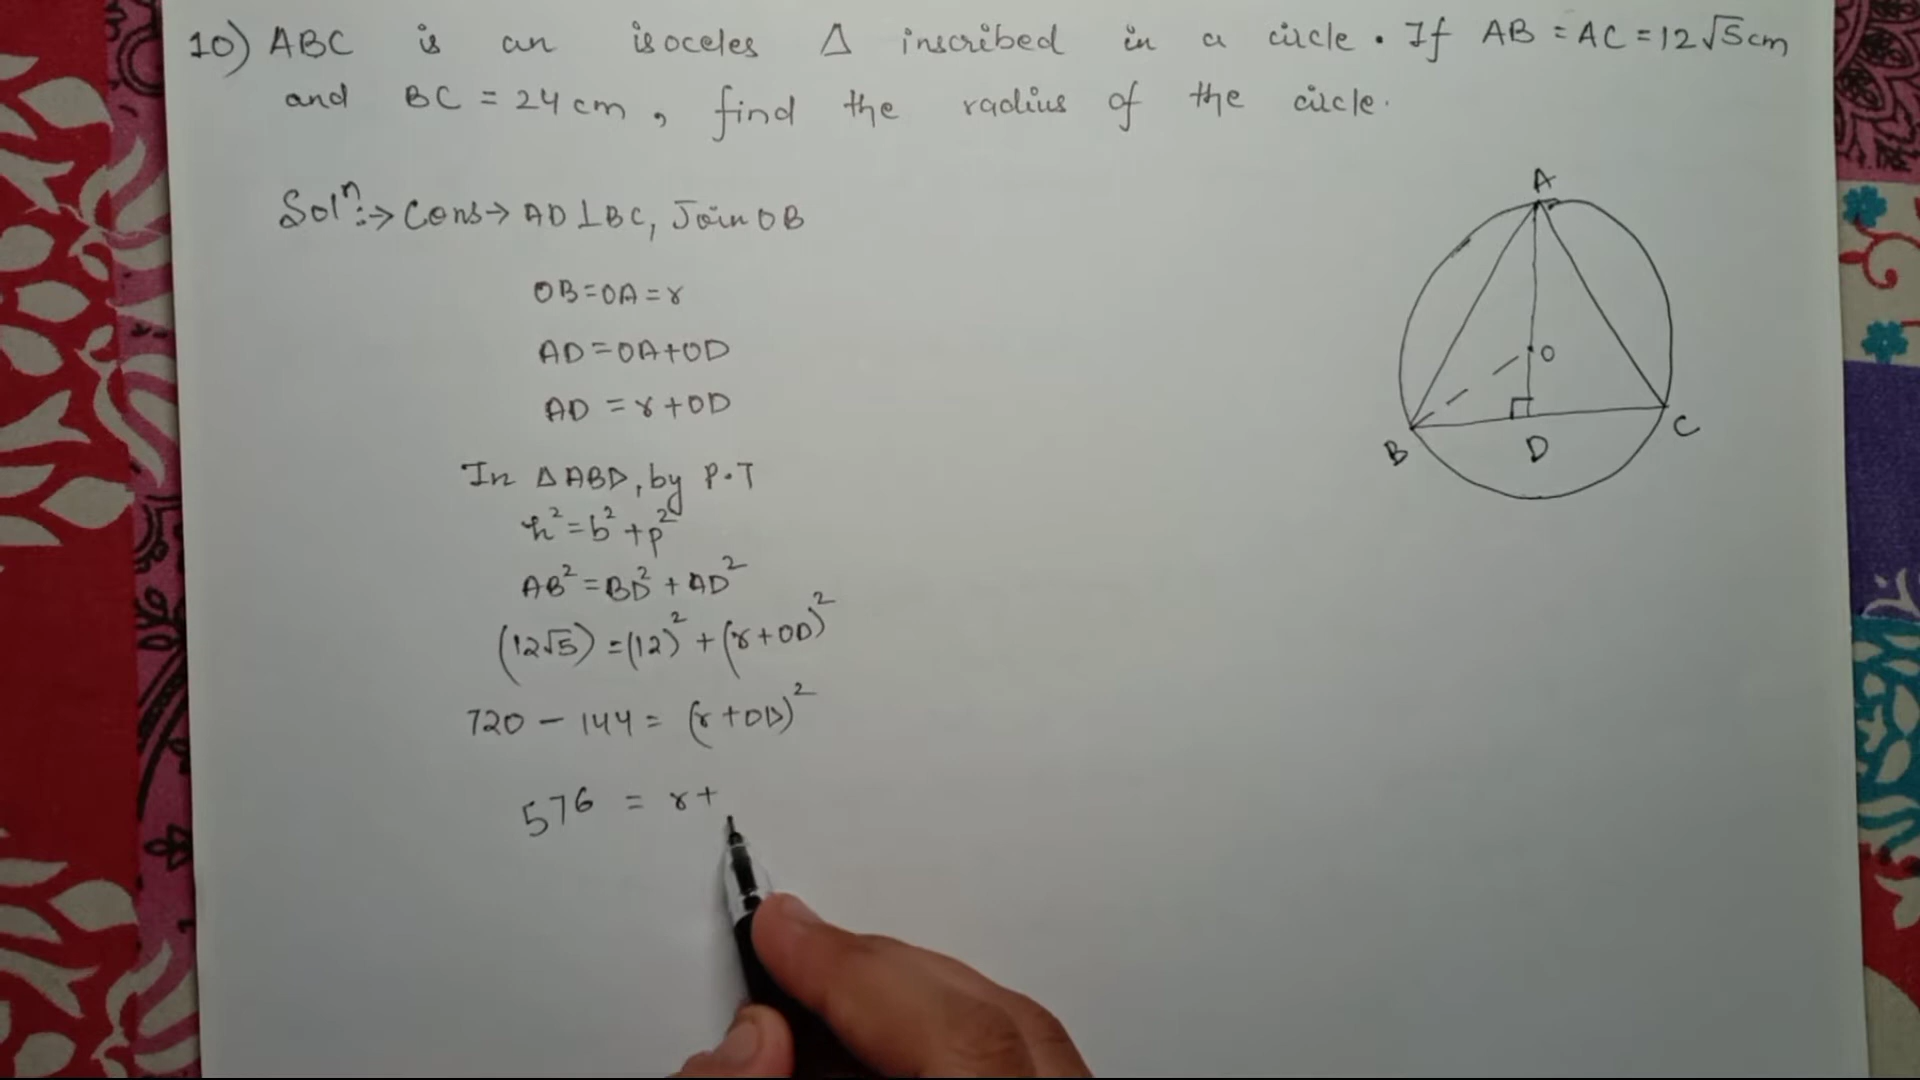 10) ABC is an isoceles Δ inscribed in a circle. If AB = AC = 12√5 cm
and BC = 24 cm, find the radius of the circle.
Solⁿ:→ Cons→ AD⊥BC, Join OB
OB=OA=r
AD=OA+OD
AD = r+OD
In ΔABD, by P.T
h²=b²+p²
AB²=BD²+AD²
(12√5)=(12)²+(r+OD)²
720 - 144 = (r+OD)²
576 = r+
A
O
B
D
C